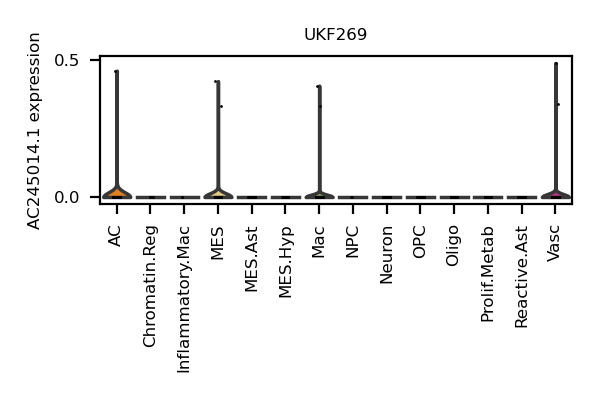 UKF269
AC245014.1 expression
0.5
0.0
AC
Chromatin.Reg
Inflammatory.Mac
MES
MES.Ast
MES.Hyp
Mac
NPC
Neuron
OPC
Oligo
Prolif.Metab
Reactive.Ast
Vasc